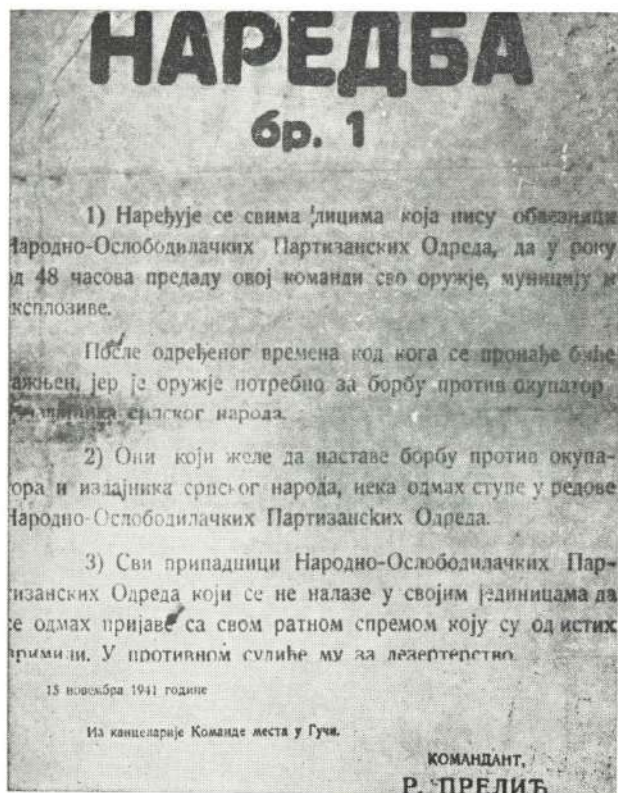 НАРЕДБА
бр. 1
1) Наређује се свима лицима која нису обвезници
Народно-Ослободилачких Партизанских Одреда, да у року
од 48 часова предаду овој команди сво оружје, муницију и
експлозиве.
После одређеног времена код кога се пронађе биће
кажњен, јер је оружје потребно за борбу против окупатор
српског народа.
2) Они који желе да наставе борбу против окупа-
тора и издајника српског народа, нека одмах ступе у редове
Народно-Ослободилачких Партизанских Одреда.
3) Сви припадници Народно-Ослободилачких Пар-
тизанских Одреда који се не налазе у својим јединицама да
се одмах пријаве са свом ратном спремом коју су од истих
примили. У противном судиће му за дезертерство.
15 новембра 1941 године
Из канцеларије Команде места у Гучи.
КОМАНДАНТ,
Р. ПРЕЛИЋ